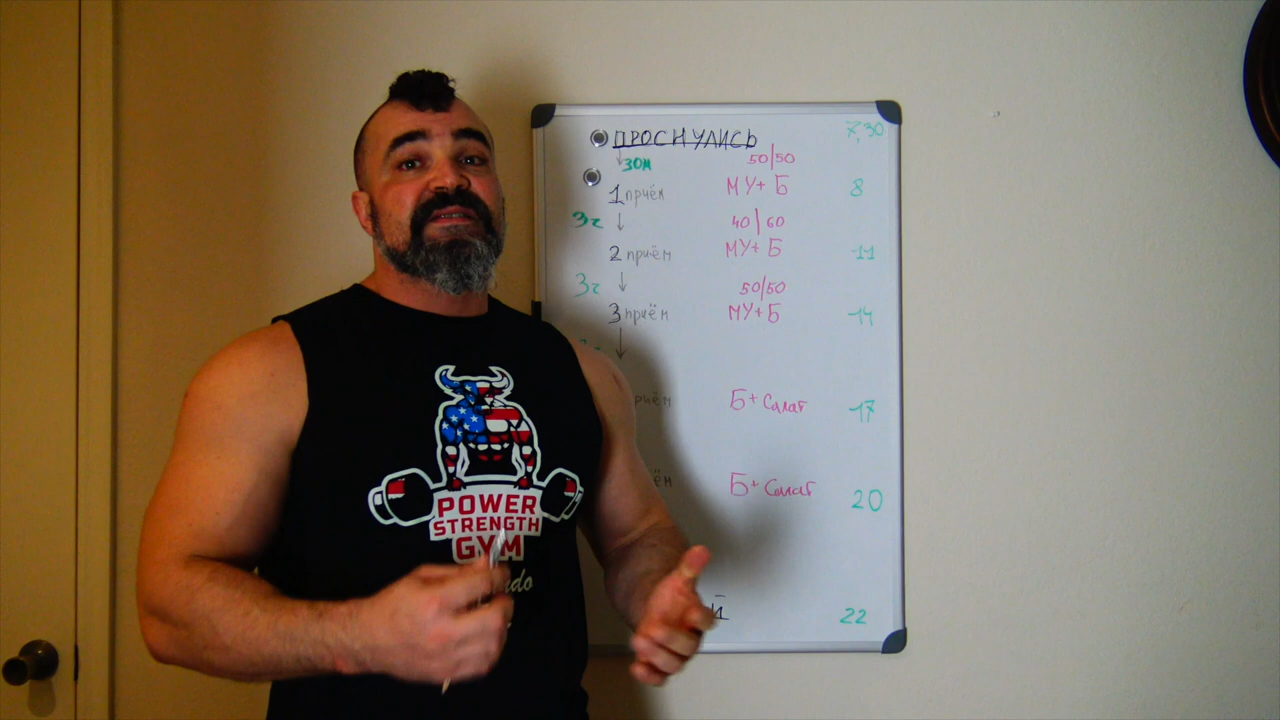 ПРОСНУЛИСЬ 7,30
30м 50/50
1 приём МУ+Б 8
3ч 40/60
2 приём МУ+Б 11
3ч 50/50
3 приём МУ+Б 14
приём Б+Салат 17
Б+Салат 20
22
POWER
STRENGTH
GYM